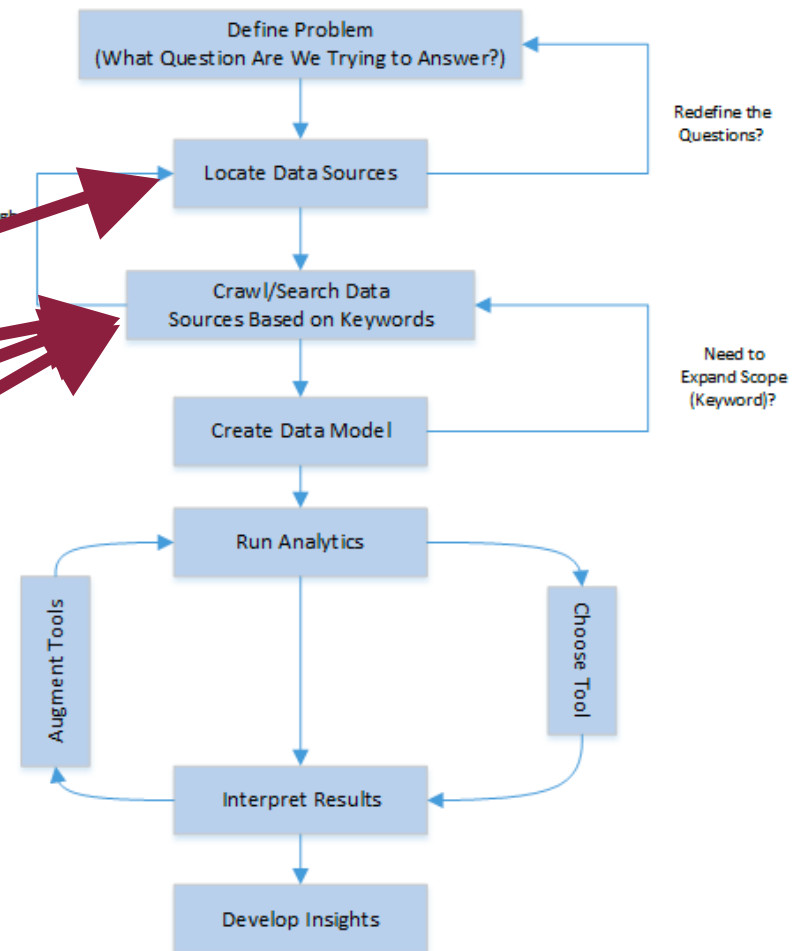 Define Problem
(What Question Are We Trying to Answer?)
Redefine the
Questions?
Locate Data Sources
Crawl/Search Data
Sources Based on Keywords
Need to
Expand Scope
(Keyword)?
Create Data Model
Run Analytics
Augment Tools
Choose Tool
Interpret Results
Develop Insights